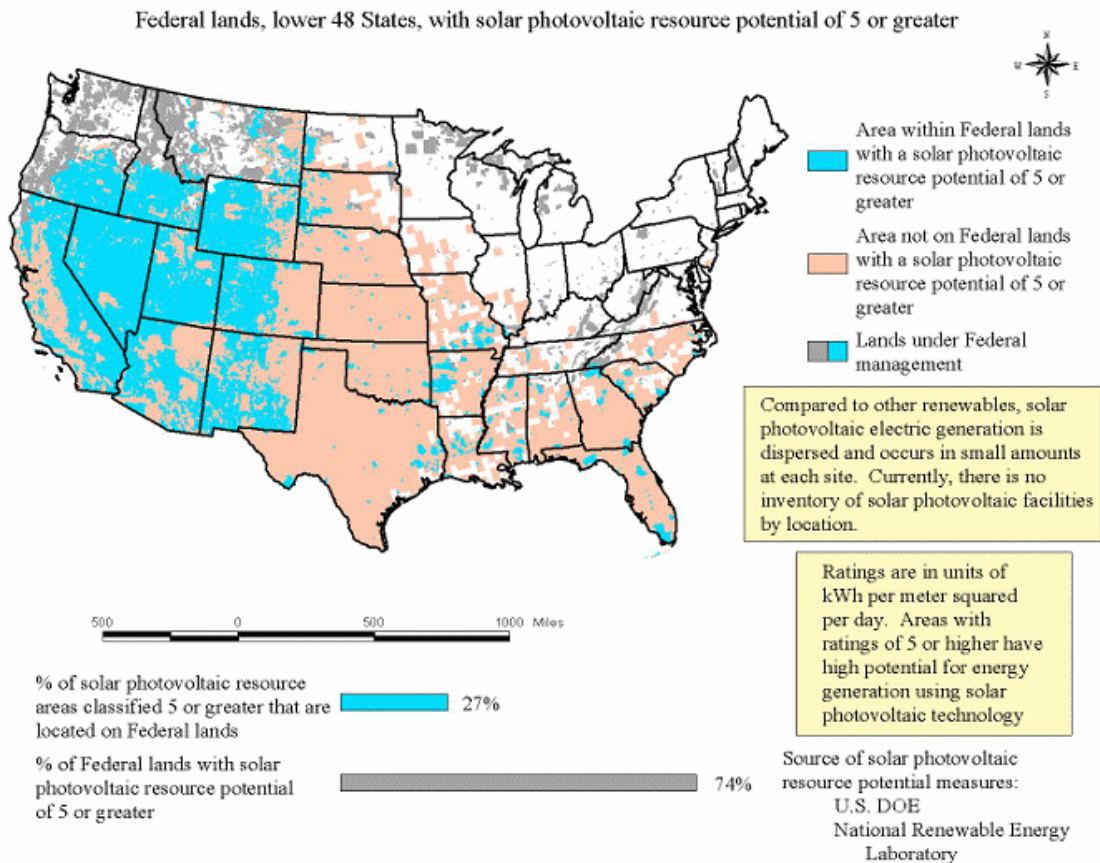 Federal lands, lower 48 States, with solar photovoltaic resource potential of 5 or greater
N
W E
S
Area within Federal lands
with a solar photovoltaic
resource potential of 5 or
greater
Area not on Federal lands
with a solar photovoltaic
resource potential of 5 or
greater
Lands under Federal
management
Compared to other renewables, solar
photovoltaic electric generation is
dispersed and occurs in small amounts
at each site.  Currently, there is no
inventory of solar photovoltaic facilities
by location.
Ratings are in units of
kWh per meter squared
per day.  Areas with
ratings of 5 or higher have
high potential for energy
generation using solar
photovoltaic technology
500 0 500 1000 Miles
% of solar photovoltaic resource
areas classified 5 or greater that are
located on Federal lands
27%
% of Federal lands with solar
photovoltaic resource potential
of 5 or greater
74%
Source of solar photovoltaic
resource potential measures:
U.S. DOE
National Renewable Energy
Laboratory